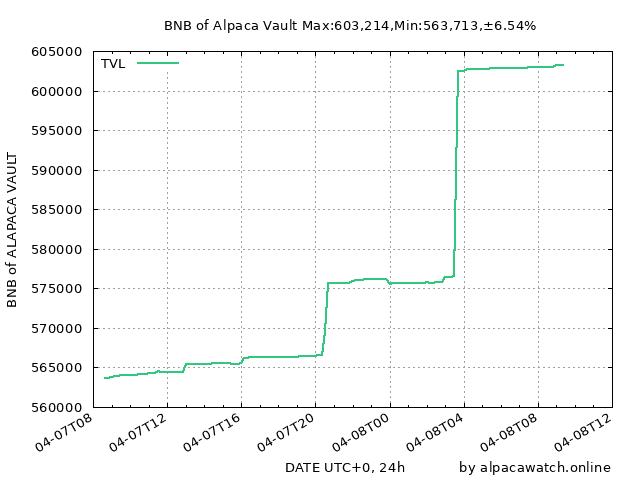 BNB of Alpaca Vault Max:603,214,Min:563,713,±6.54%
TVL
605000
600000
595000
590000
585000
580000
575000
570000
565000
560000
BNB of ALAPACA VAULT
04-07T08
04-07T12
04-07T16
04-07T20
04-08T00
04-08T04
04-08T08
04-08T12
DATE UTC+0, 24h
by alpacawatch.online